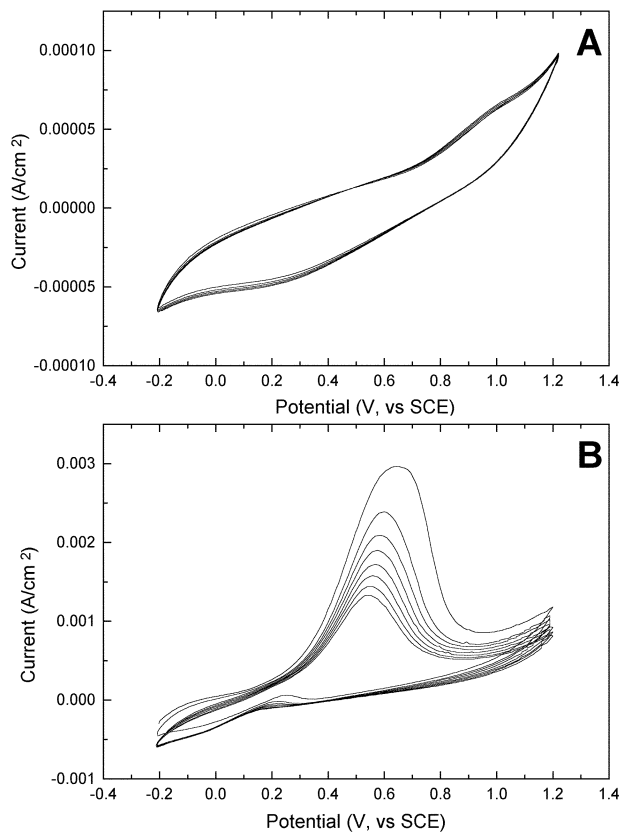 A
0.00010
0.00005
0.00000
-0.00005
-0.00010
Current (A/cm 2)
-0.4 -0.2 0.0 0.2 0.4 0.6 0.8 1.0 1.2 1.4
Potential (V, vs SCE)
B
0.003
0.002
0.001
0.000
-0.001
Current (A/cm 2)
-0.4 -0.2 0.0 0.2 0.4 0.6 0.8 1.0 1.2 1.4
Potential (V, vs SCE)